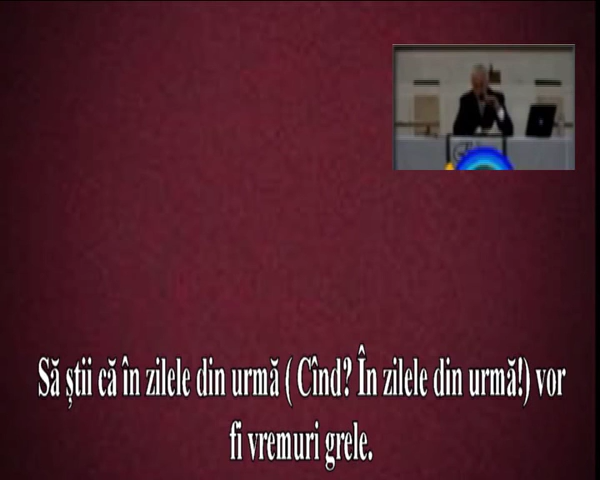 Să știi că în zilele din urmă ( Cînd? În zilele din urmă!) vor
fi vremuri grele.